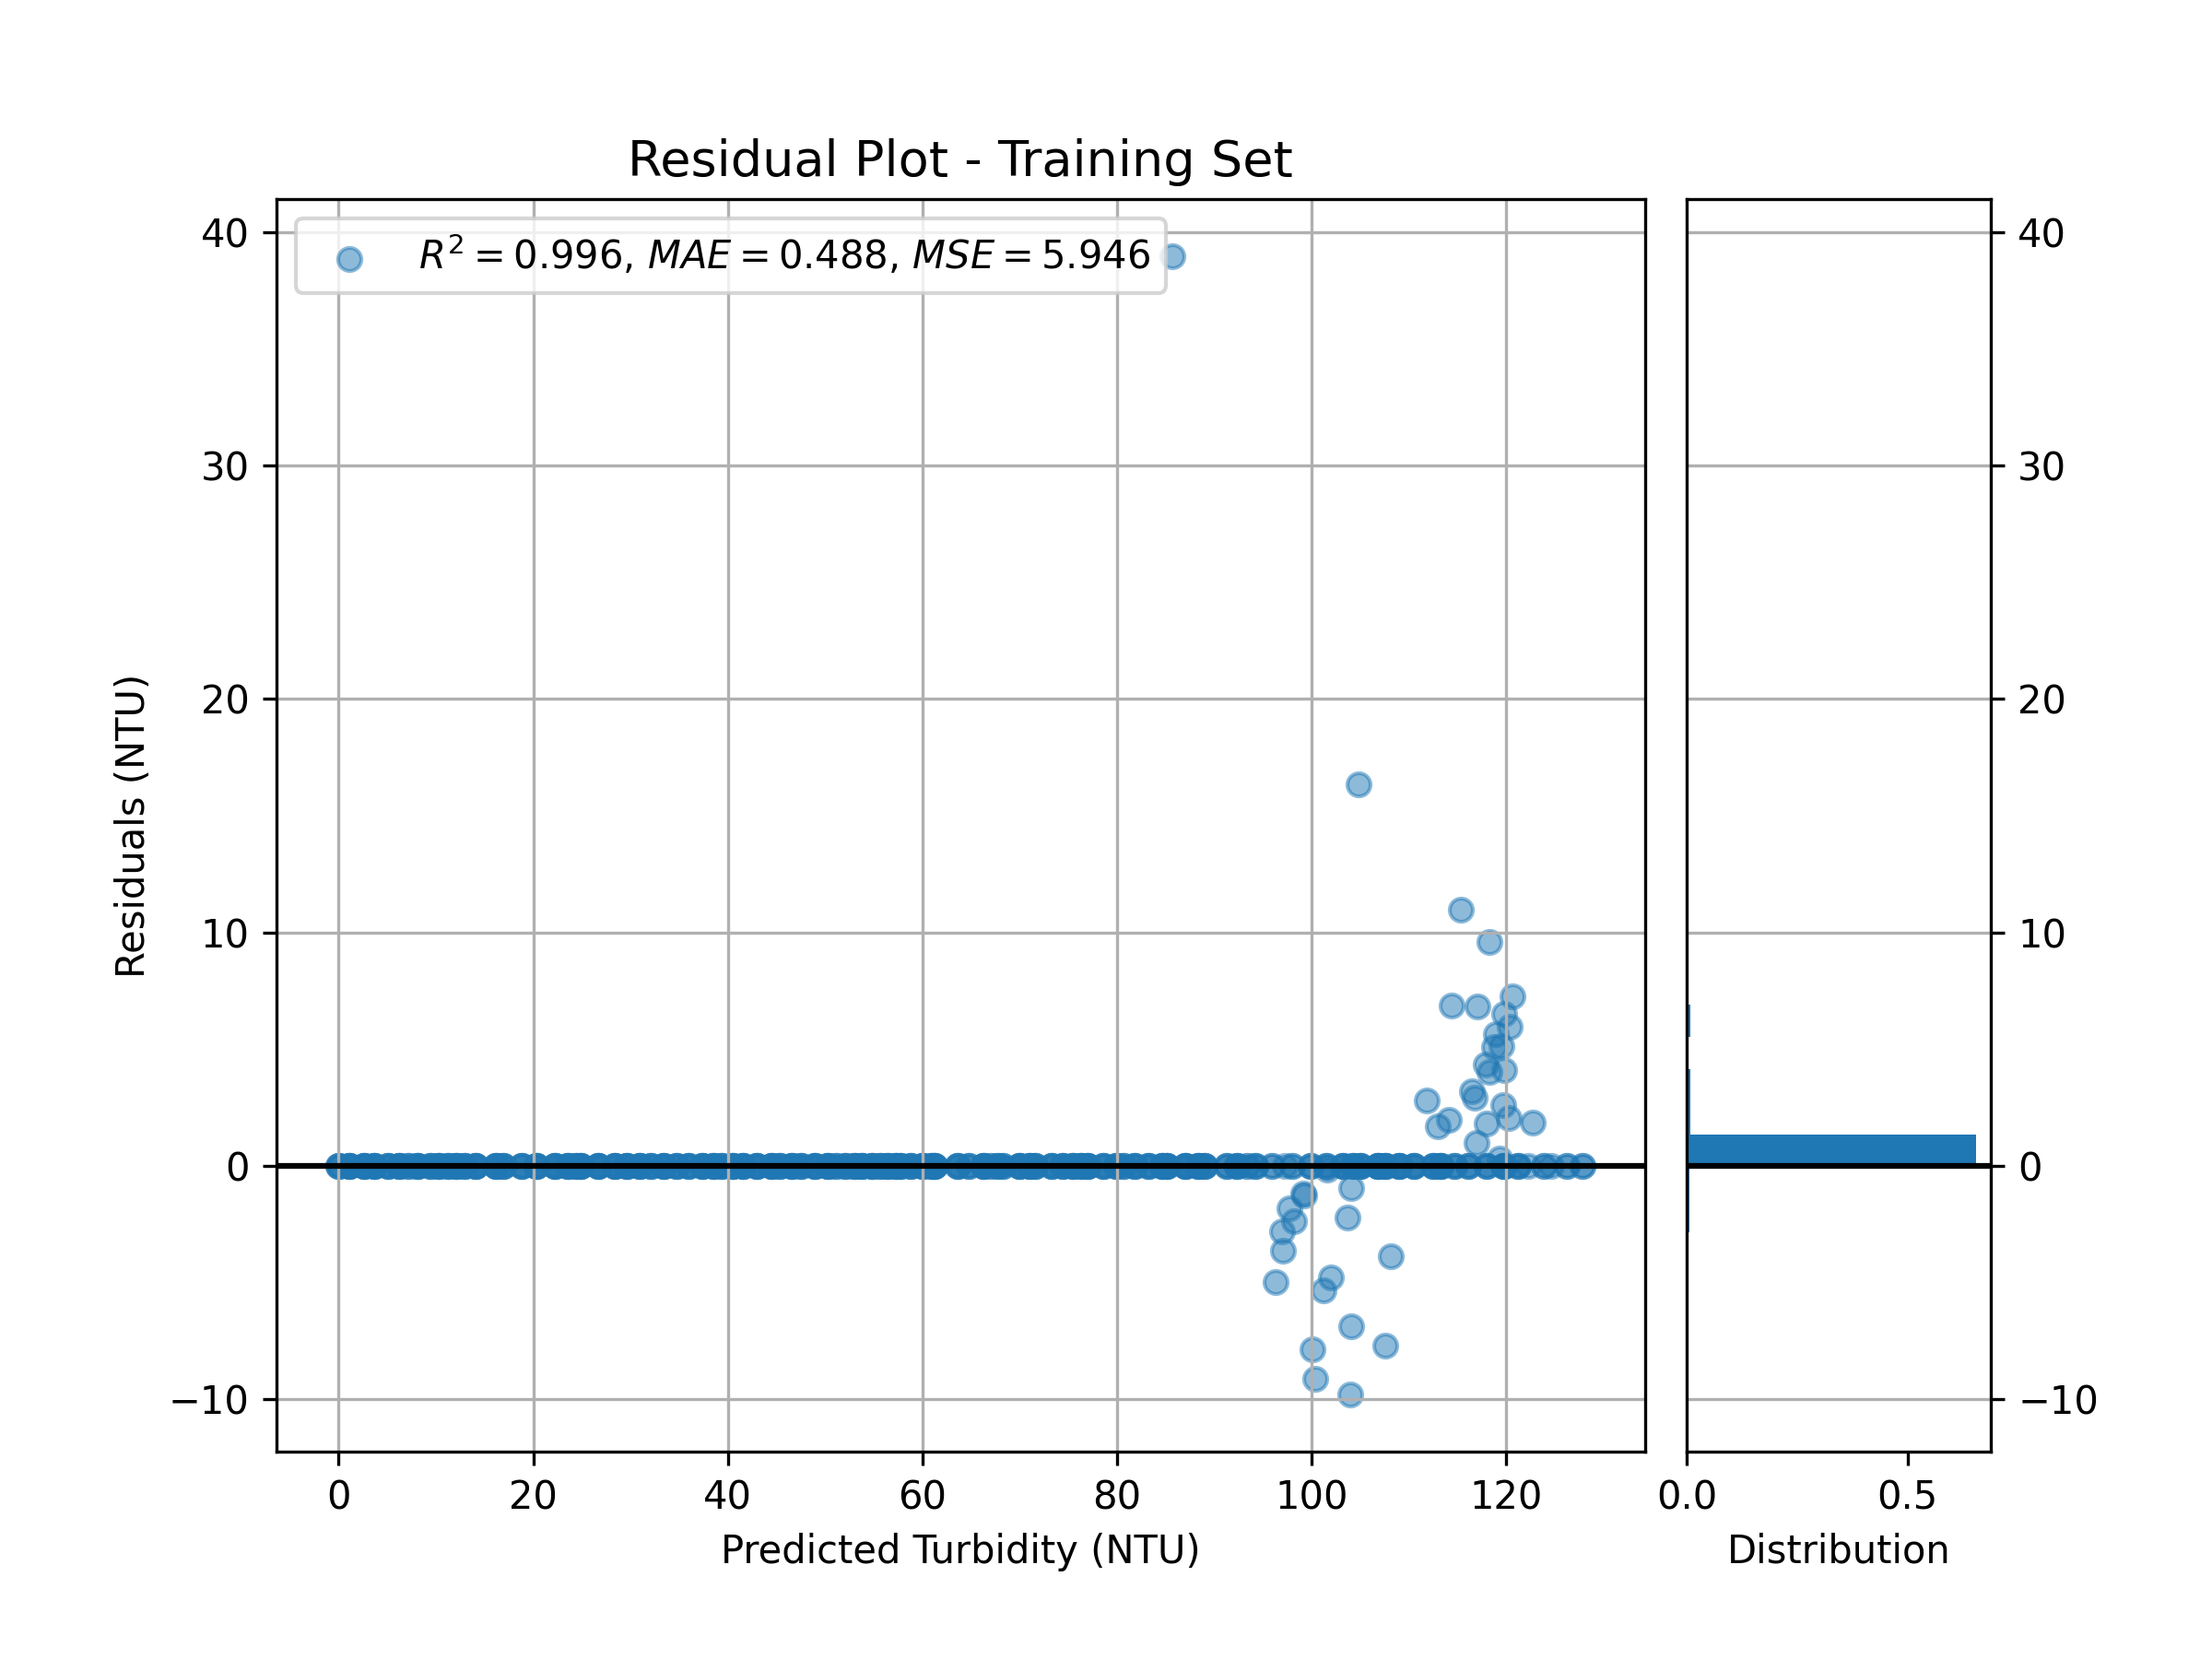 Residual Plot - Training Set
R² = 0.996, MAE = 0.488, MSE = 5.946
40
30
20
10
0
−10
Residuals (NTU)
0 20 40 60 80 100 120
Predicted Turbidity (NTU)
40
30
20
10
0
−10
0.0 0.5
Distribution